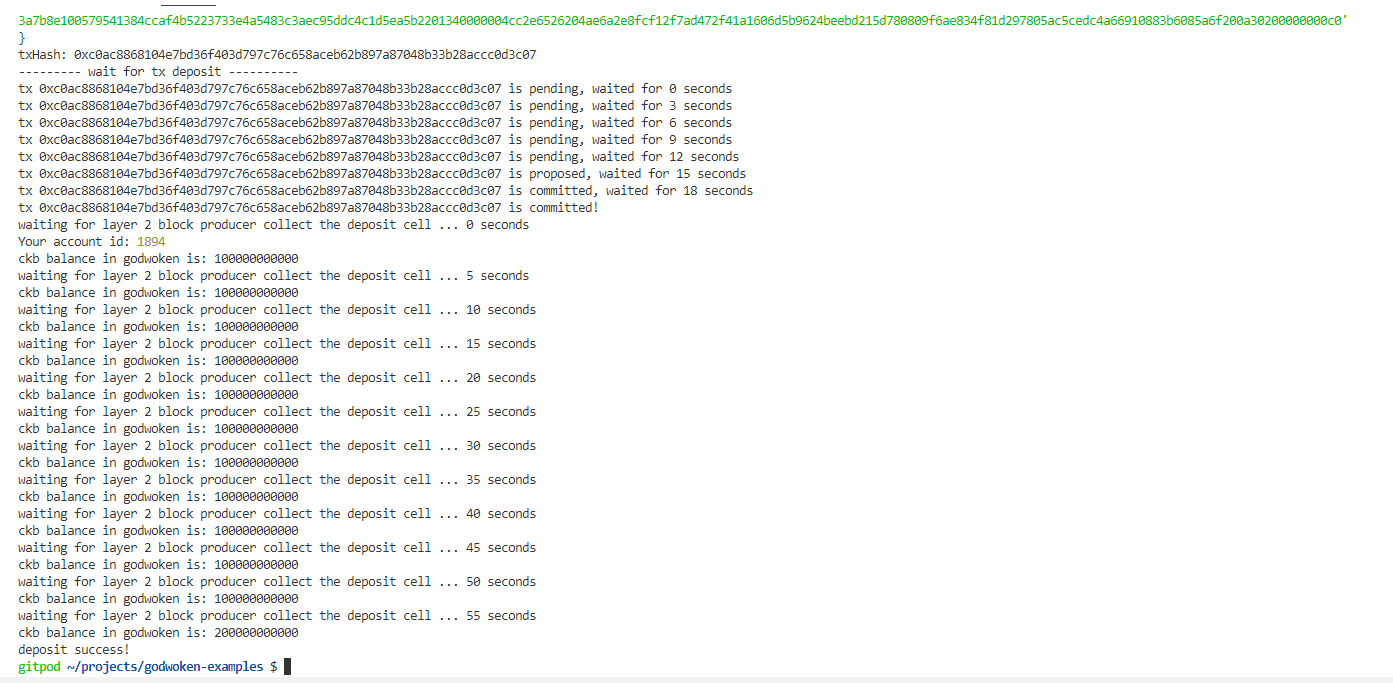 3a7b8e100579541384ccaf4b5223733e4a5483c3aec95ddc4c1d5ea5b2201340000004cc2e6526204ae6a2e8fcf12f7ad472f41a1606d5b9624beebd215d780809f6ae834f81d297805ac5cedc4a66910883b6085a6f200a30200000000c0'
}
txHash: 0xc0ac8868104e7bd36f403d797c76c658aceb62b897a87048b33b28accc0d3c07
--------- wait for tx deposit ----------
tx 0xc0ac8868104e7bd36f403d797c76c658aceb62b897a87048b33b28accc0d3c07 is pending, waited for 0 seconds
tx 0xc0ac8868104e7bd36f403d797c76c658aceb62b897a87048b33b28accc0d3c07 is pending, waited for 3 seconds
tx 0xc0ac8868104e7bd36f403d797c76c658aceb62b897a87048b33b28accc0d3c07 is pending, waited for 6 seconds
tx 0xc0ac8868104e7bd36f403d797c76c658aceb62b897a87048b33b28accc0d3c07 is pending, waited for 9 seconds
tx 0xc0ac8868104e7bd36f403d797c76c658aceb62b897a87048b33b28accc0d3c07 is pending, waited for 12 seconds
tx 0xc0ac8868104e7bd36f403d797c76c658aceb62b897a87048b33b28accc0d3c07 is proposed, waited for 15 seconds
tx 0xc0ac8868104e7bd36f403d797c76c658aceb62b897a87048b33b28accc0d3c07 is committed, waited for 18 seconds
tx 0xc0ac8868104e7bd36f403d797c76c658aceb62b897a87048b33b28accc0d3c07 is committed!
waiting for layer 2 block producer collect the deposit cell ... 0 seconds
Your account id: 1894
ckb balance in godwoken is: 100000000000
waiting for layer 2 block producer collect the deposit cell ... 5 seconds
ckb balance in godwoken is: 100000000000
waiting for layer 2 block producer collect the deposit cell ... 10 seconds
ckb balance in godwoken is: 100000000000
waiting for layer 2 block producer collect the deposit cell ... 15 seconds
ckb balance in godwoken is: 100000000000
waiting for layer 2 block producer collect the deposit cell ... 20 seconds
ckb balance in godwoken is: 100000000000
waiting for layer 2 block producer collect the deposit cell ... 25 seconds
ckb balance in godwoken is: 100000000000
waiting for layer 2 block producer collect the deposit cell ... 30 seconds
ckb balance in godwoken is: 100000000000
waiting for layer 2 block producer collect the deposit cell ... 35 seconds
ckb balance in godwoken is: 100000000000
waiting for layer 2 block producer collect the deposit cell ... 40 seconds
ckb balance in godwoken is: 100000000000
waiting for layer 2 block producer collect the deposit cell ... 45 seconds
ckb balance in godwoken is: 100000000000
waiting for layer 2 block producer collect the deposit cell ... 50 seconds
ckb balance in godwoken is: 100000000000
waiting for layer 2 block producer collect the deposit cell ... 55 seconds
ckb balance in godwoken is: 200000000000
deposit success!
gitpod ~/projects/godwoken-examples $